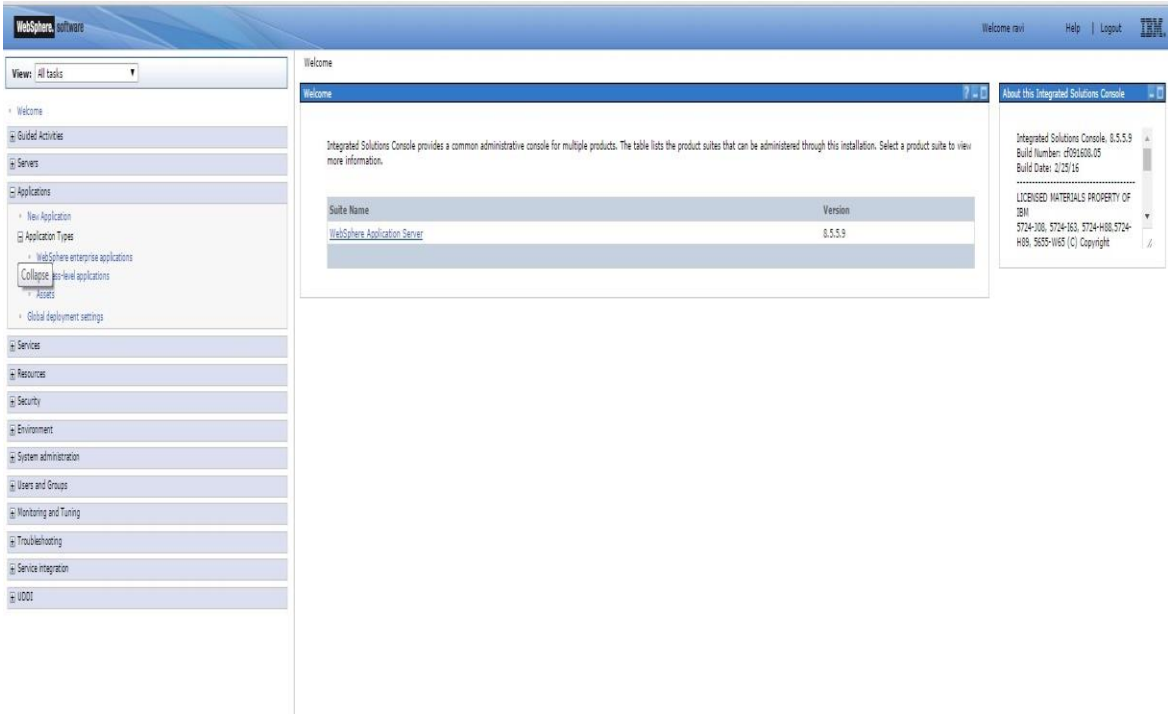 WebSphere. software
Welcome ravi Help | Logout IBM.
View: All tasks
Welcome
Guided Activities
Servers
Applications
New Application
Application Types
WebSphere enterprise applications
Collapse ess-level applications
Assets
Global deployment settings
Services
Resources
Security
Environment
System administration
Users and Groups
Monitoring and Tuning
Troubleshooting
Service integration
UDDI
Welcome
Welcome ? -
Integrated Solutions Console provides a common administrative console for multiple products. The table lists the product suites that can be administered through this installation. Select a product suite to view
more information.
Suite Name Version
WebSphere Application Server 8.5.5.9
About this Integrated Solutions Console -
Integrated Solutions Console, 8.5.5.9
Build Number: cf091608.05
Build Date: 2/25/16
----------------------------------
LICENSED MATERIALS PROPERTY OF
IBM
5724-J08, 5724-I63, 5724-H88,5724-
H89, 5655-W65 (C) Copyright